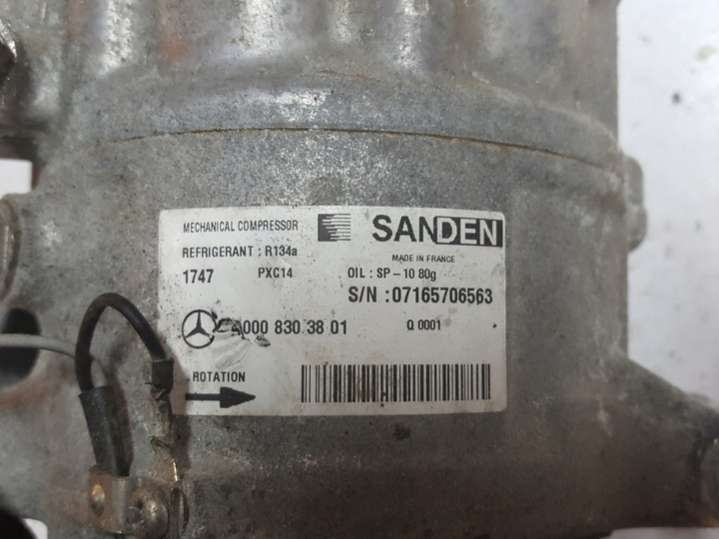 MECHANICAL COMPRESSOR SANDEN
REFRIGERANT : R134a MADE IN FRANCE
1747 PXC14 OIL : SP – 10 80g
S/N : 07165706563
A000 830 38 01 Q 0001
ROTATION